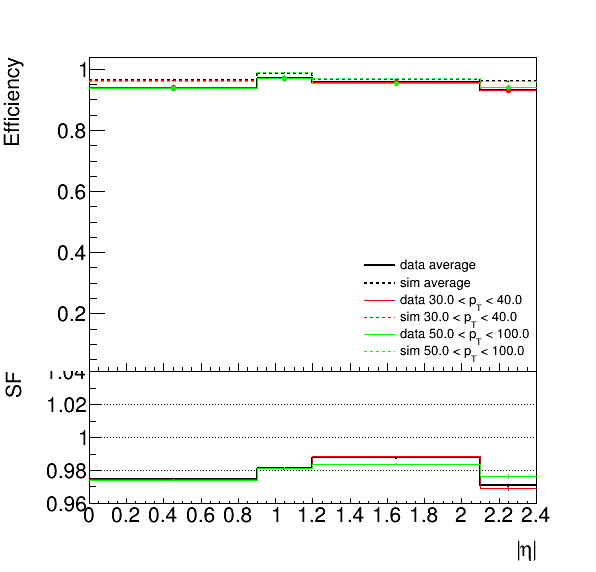 Efficiency
1
0.8
0.6
0.4
0.2
data average
sim average
data 30.0 < p_T < 40.0
sim 30.0 < p_T < 40.0
data 50.0 < p_T < 100.0
sim 50.0 < p_T < 100.0
SF
1.04
1.02
1
0.98
0.96
0 0.2 0.4 0.6 0.8 1 1.2 1.4 1.6 1.8 2 2.2 2.4
|η|